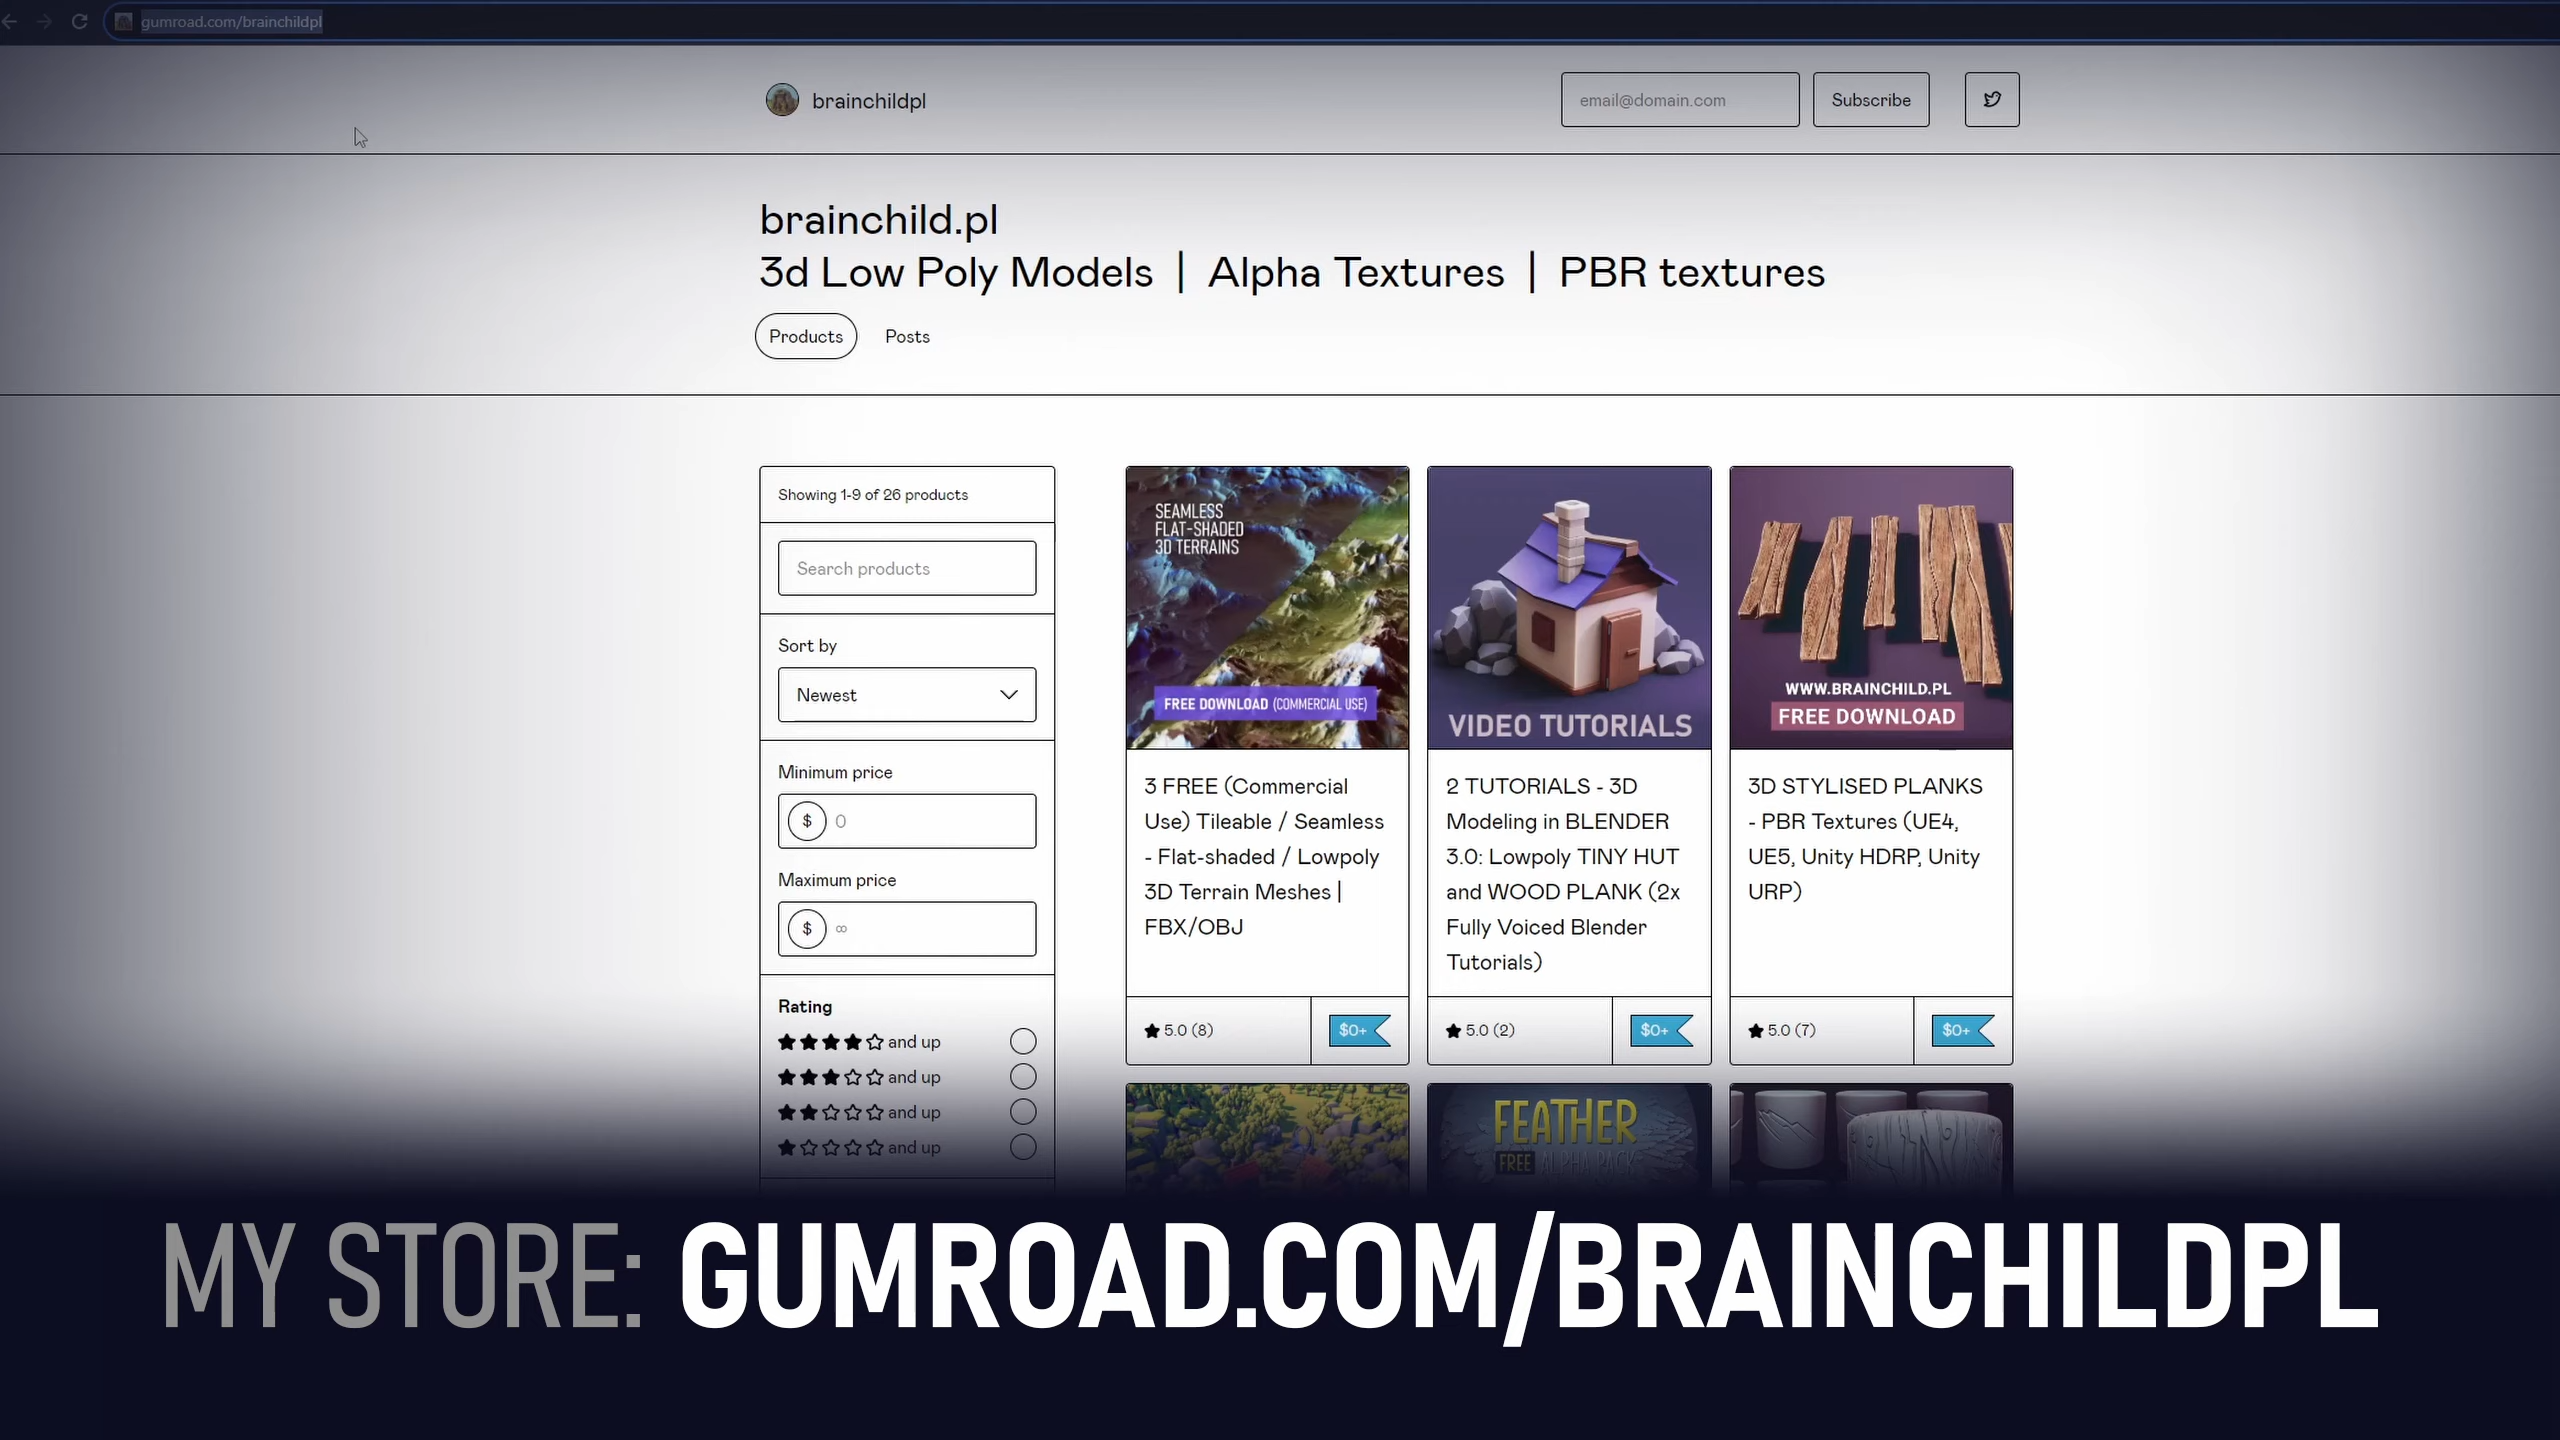 gumroad.com/brainchildpl
brainchildpl
email@domain.com
Subscribe
brainchild.pl
3d Low Poly Models | Alpha Textures | PBR textures
Products
Posts
Showing 1-9 of 26 products
Search products
Sort by
Newest
Minimum price
$ 0
Maximum price
$ ∞
Rating
and up
and up
and up
and up
SEAMLESS
FLAT-SHADED
3D TERRAINS
FREE DOWNLOAD (COMMERCIAL USE)
3 FREE (Commercial
Use) Tileable / Seamless
- Flat-shaded / Lowpoly
3D Terrain Meshes |
FBX/OBJ
5.0 (8)
$0+
VIDEO TUTORIALS
2 TUTORIALS - 3D
Modeling in BLENDER
3.0: Lowpoly TINY HUT
and WOOD PLANK (2x
Fully Voiced Blender
Tutorials)
5.0 (2)
$0+
WWW.BRAINCHILD.PL
FREE DOWNLOAD
3D STYLISED PLANKS
- PBR Textures (UE4,
UE5, Unity HDRP, Unity
URP)
5.0 (7)
$0+
FEATHER
FREE ALPHA PACK
MY STORE: GUMROAD.COM/BRAINCHILDPL